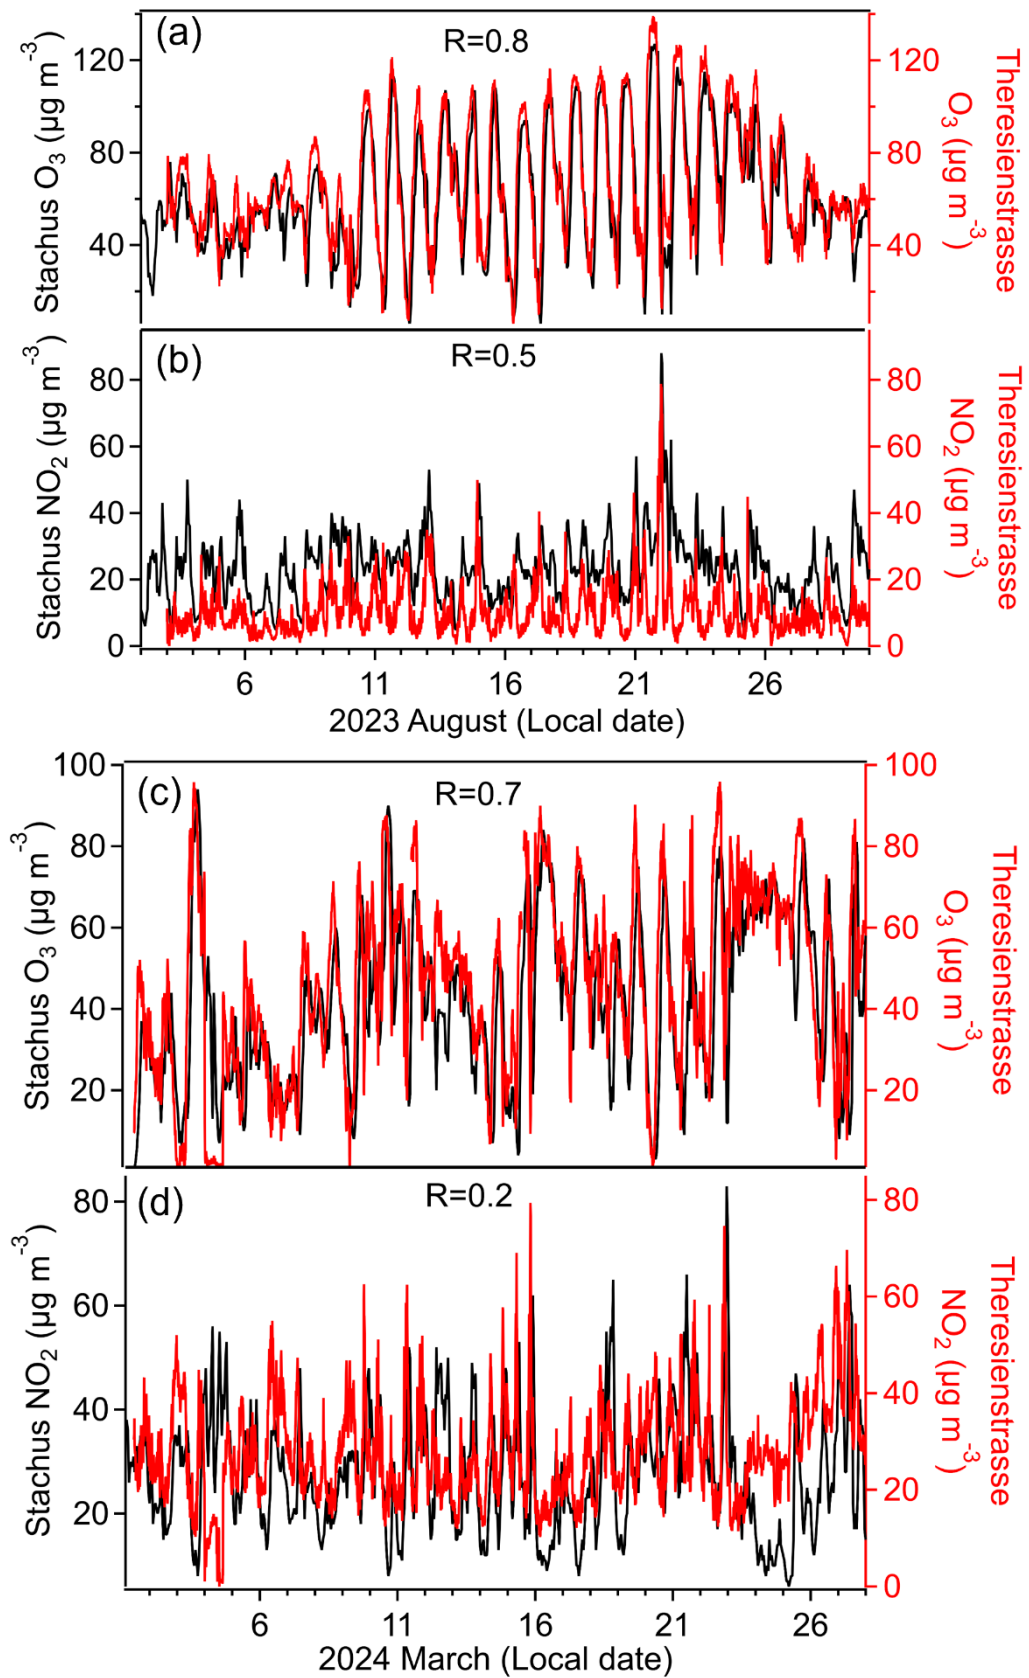 (a)
R=0.8
Stachus O₃ (µg m⁻³)
120
80
40
120
80
40
Theresienstrasse
O₃ (µg m⁻³)
(b)
R=0.5
Stachus NO₂ (µg m⁻³)
80
60
40
20
0
80
60
40
20
0
Theresienstrasse
NO₂ (µg m⁻³)
6 11 16 21 26
2023 August (Local date)
(c)
R=0.7
Stachus O₃ (µg m⁻³)
100
80
60
40
20
100
80
60
40
20
Theresienstrasse
O₃ (µg m⁻³)
(d)
R=0.2
Stachus NO₂ (µg m⁻³)
80
60
40
20
80
60
40
20
0
Theresienstrasse
NO₂ (µg m⁻³)
6 11 16 21 26
2024 March (Local date)